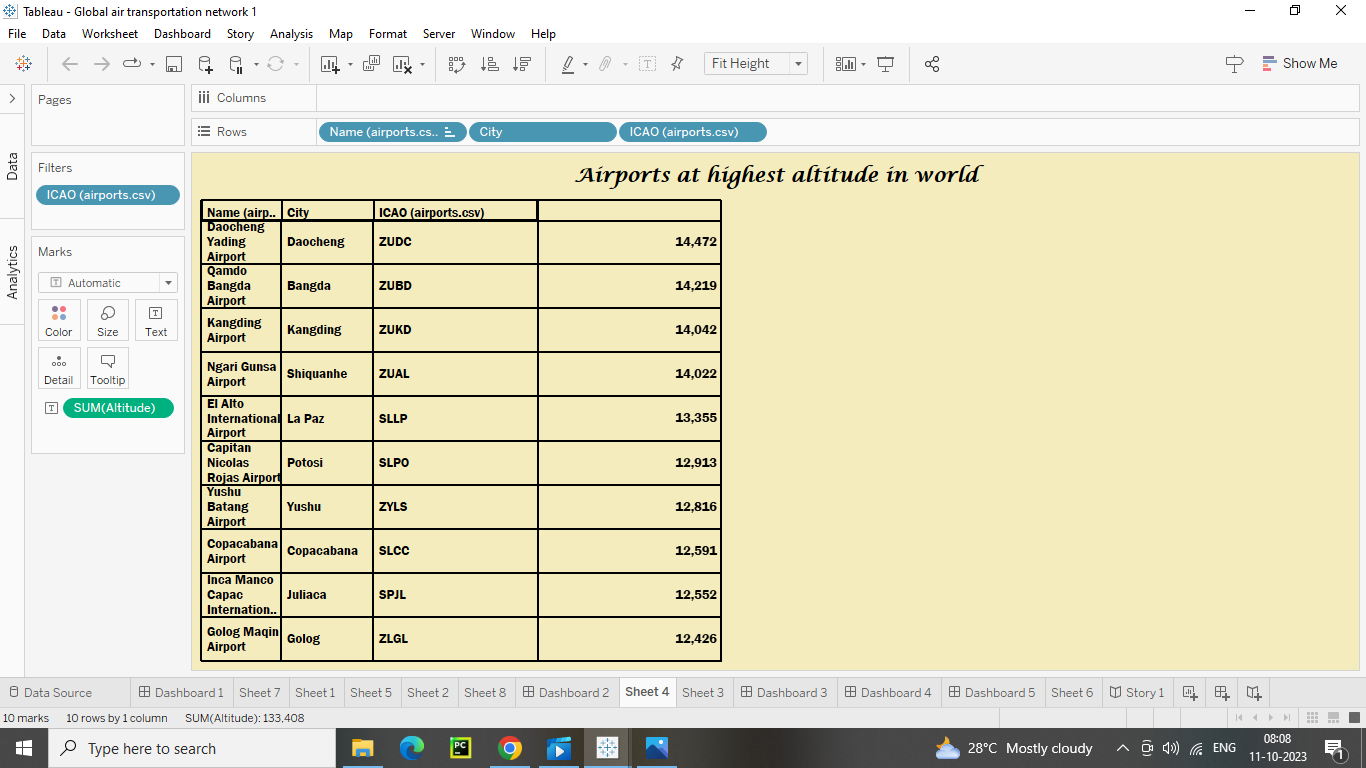 Tableau - Global air transportation network 1
File Data Worksheet Dashboard Story Analysis Map Format Server Window Help
Fit Height
Show Me
Pages
Columns
Rows
Name (airports.cs.. City ICAO (airports.csv)
Data
Analytics
Filters
ICAO (airports.csv)
Marks
Automatic
Color Size Text
Detail Tooltip
SUM(Altitude)
Airports at highest altitude in world
Name (airp.. City ICAO (airports.csv)
Daocheng
Yading
Airport
Daocheng ZUDC 14,472
Qamdo
Bangda
Airport
Bangda ZUBD 14,219
Kangding
Airport
Kangding ZUKD 14,042
Ngari Gunsa
Airport
Shiquanhe ZUAL 14,022
El Alto
International
Airport
La Paz SLLP 13,355
Capitan
Nicolas
Rojas Airport
Potosi SLPO 12,913
Yushu
Batang
Airport
Yushu ZYLS 12,816
Copacabana
Airport
Copacabana SLCC 12,591
Inca Manco
Capac
Internation..
Juliaca SPJL 12,552
Golog Maqin
Airport
Golog ZLGL 12,426
Data Source Dashboard 1 Sheet 7 Sheet 1 Sheet 5 Sheet 2 Sheet 8 Dashboard 2 Sheet 4 Sheet 3 Dashboard 3 Dashboard 4 Dashboard 5 Sheet 6 Story 1
10 marks 10 rows by 1 column SUM(Altitude): 133,408
Type here to search
PC
28°C Mostly cloudy
ENG
08:08
11-10-2023
1